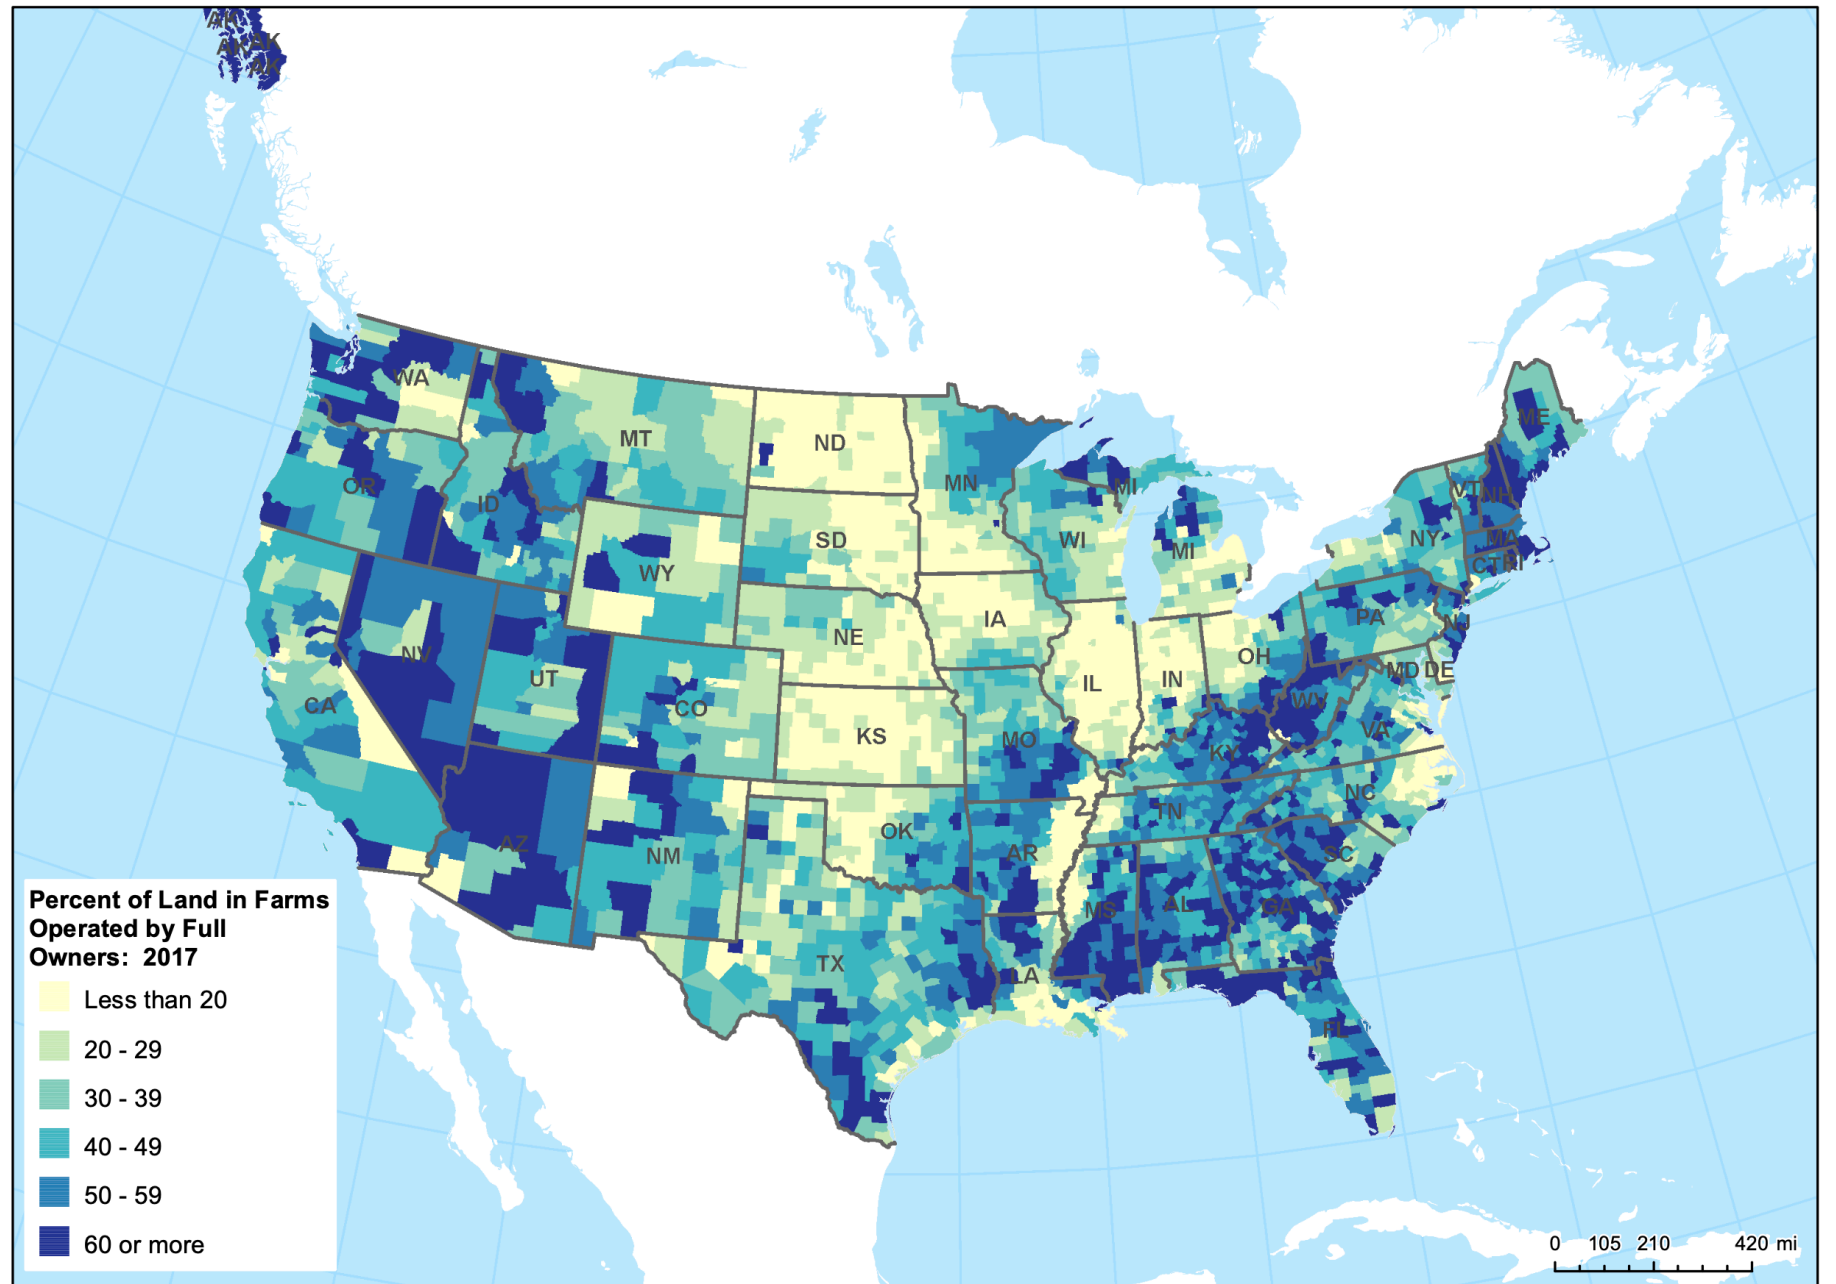 AK
AK
AK
AK
WA
MT
ND
MN
ME
OR
ID
SD
WI
MI
MI
VT
NH
NY
MA
CT
RI
WY
NE
IA
PA
NJ
NV
UT
CO
KS
IL
IN
OH
MD
DE
CA
MO
WV
VA
KY
AZ
NM
OK
AR
TN
NC
SC
MS
AL
GA
TX
LA
FL
Percent of Land in Farms
Operated by Full
Owners: 2017
Less than 20
20 - 29
30 - 39
40 - 49
50 - 59
60 or more
0 105 210 420 mi